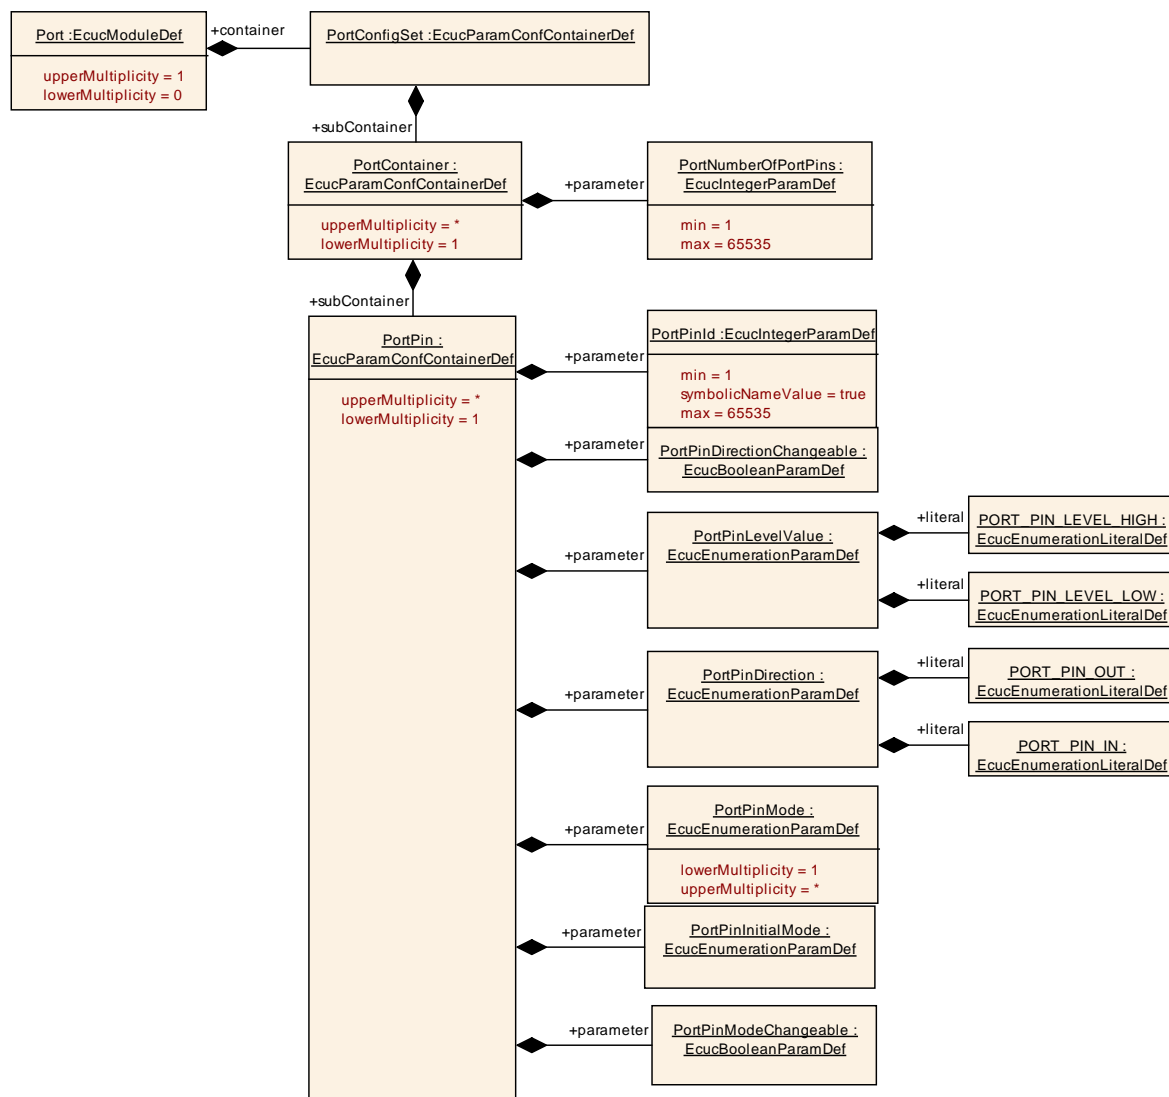 Port :EcucModuleDef
upperMultiplicity = 1
lowerMultiplicity = 0
+container
PortConfigSet :EcucParamConfContainerDef
+subContainer
PortContainer :
EcucParamConfContainerDef
upperMultiplicity = *
lowerMultiplicity = 1
+parameter
PortNumberOfPortPins :
EcucIntegerParamDef
min = 1
max = 65535
+subContainer
PortPin :
EcucParamConfContainerDef
upperMultiplicity = *
lowerMultiplicity = 1
+parameter
PortPinId :EcucIntegerParamDef
min = 1
symbolicNameValue = true
max = 65535
+parameter
PortPinDirectionChangeable :
EcucBooleanParamDef
+parameter
PortPinLevelValue :
EcucEnumerationParamDef
+literal
PORT_PIN_LEVEL_HIGH :
EcucEnumerationLiteralDef
+literal
PORT_PIN_LEVEL_LOW :
EcucEnumerationLiteralDef
+parameter
PortPinDirection :
EcucEnumerationParamDef
+literal
PORT_PIN_OUT :
EcucEnumerationLiteralDef
+literal
PORT_PIN_IN :
EcucEnumerationLiteralDef
+parameter
PortPinMode :
EcucEnumerationParamDef
lowerMultiplicity = 1
upperMultiplicity = *
+parameter
PortPinInitialMode :
EcucEnumerationParamDef
+parameter
PortPinModeChangeable :
EcucBooleanParamDef